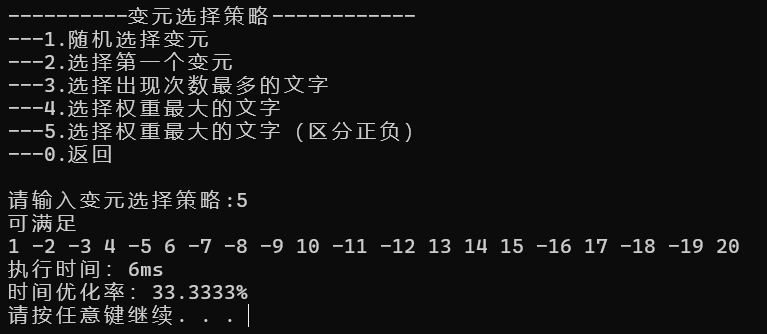 ----------变元选择策略------------
---1.随机选择变元
---2.选择第一个变元
---3.选择出现次数最多的文字
---4.选择权重最大的文字
---5.选择权重最大的文字（区分正负）
---0.返回
请输入变元选择策略:5
可满足
1 -2 -3 4 -5 6 -7 -8 -9 10 -11 -12 13 14 15 -16 17 -18 -19 20
执行时间: 6ms
时间优化率: 33.3333%
请按任意键继续. . .